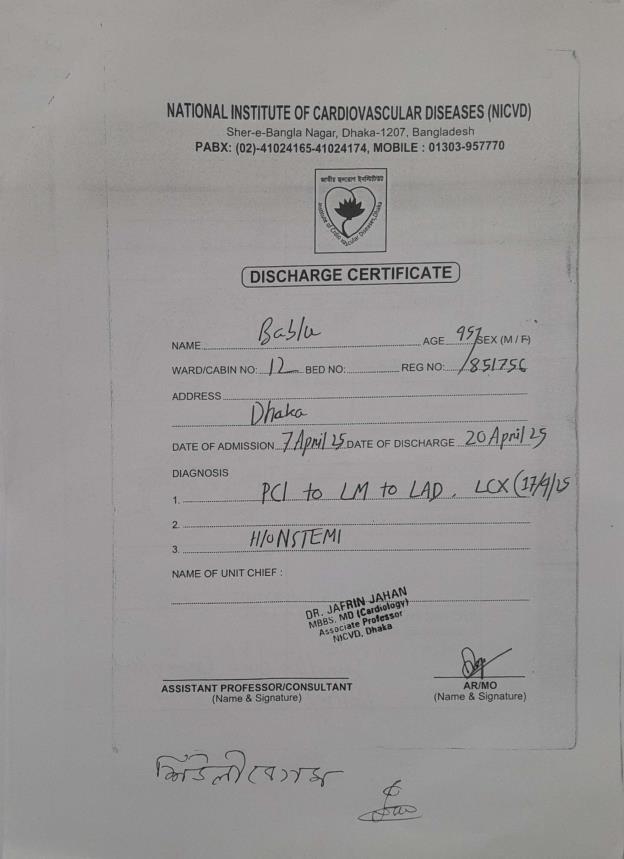 NATIONAL INSTITUTE OF CARDIOVASCULAR DISEASES (NICVD)
Sher-e-Bangla Nagar, Dhaka-1207, Bangladesh
PABX: (02)-41024165-41024174, MOBILE : 01303-957770
জাতীয় হৃদরোগ ইনস্টিটিউট
DISCHARGE CERTIFICATE
NAME Bablu AGE SEX (M / F)
WARD/CABIN NO: 12 BED NO: REG NO: 851756
ADDRESS
Dhaka
DATE OF ADMISSION 7 April 25 DATE OF DISCHARGE 20 April 25
DIAGNOSIS
1. PCI to LM to LAD, LCX (17/4/25
2.
3. H/O NSTEMI
NAME OF UNIT CHIEF :
DR. JAFRIN JAHAN
MBBS, MD (Cardiology)
Associate Professor
NICVD, Dhaka
ASSISTANT PROFESSOR/CONSULTANT
(Name & Signature)
AR/MO
(Name & Signature)
বেগম